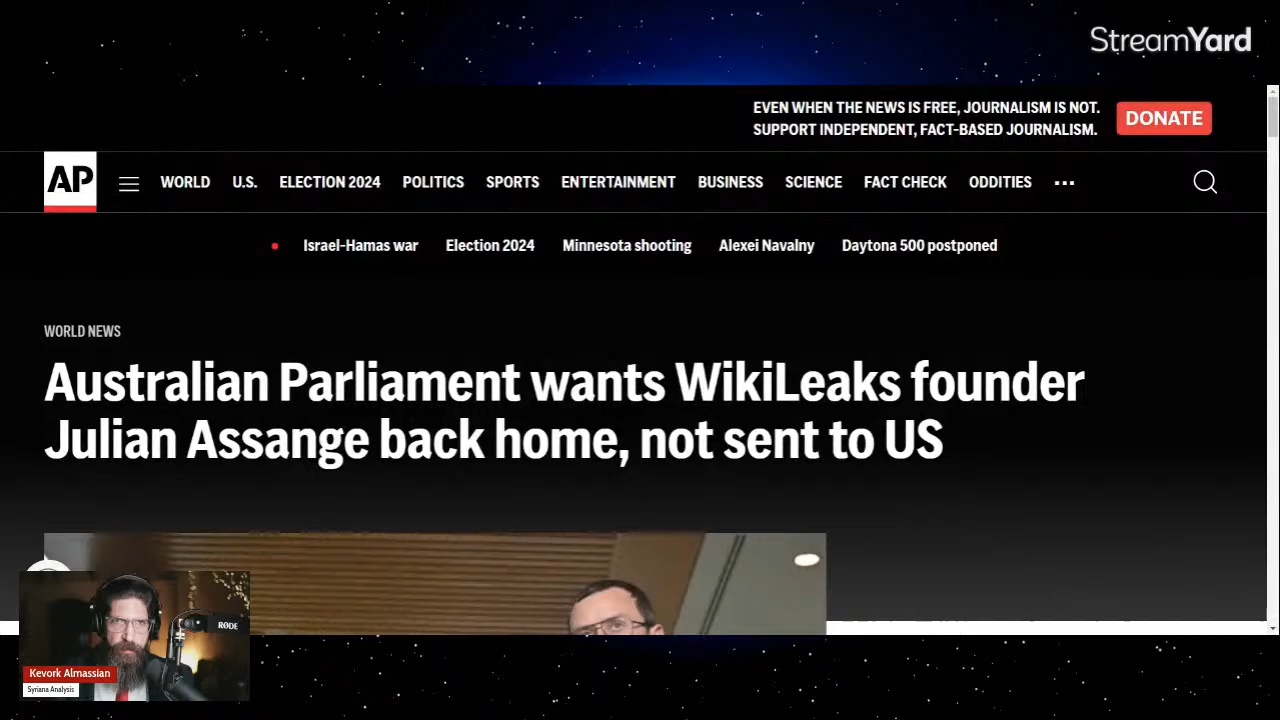 StreamYard
EVEN WHEN THE NEWS IS FREE, JOURNALISM IS NOT.
SUPPORT INDEPENDENT, FACT-BASED JOURNALISM.
DONATE
AP
WORLD U.S. ELECTION 2024 POLITICS SPORTS ENTERTAINMENT BUSINESS SCIENCE FACT CHECK ODDITIES
Israel-Hamas war Election 2024 Minnesota shooting Alexei Navalny Daytona 500 postponed
WORLD NEWS
Australian Parliament wants WikiLeaks founder
Julian Assange back home, not sent to US
RØDE
Kevork Almassian
Syriana Analysis